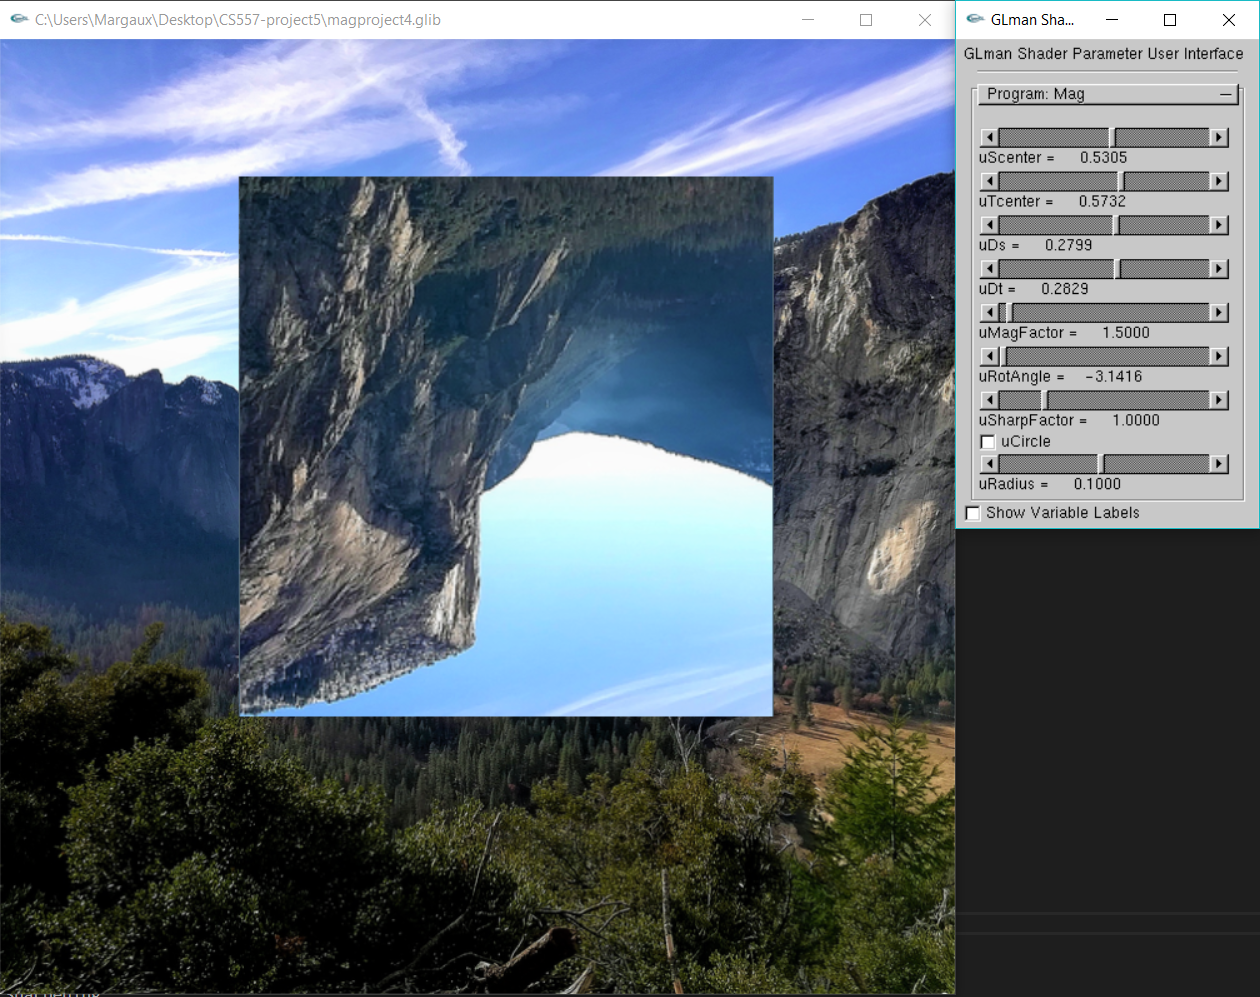 C:\Users\Margaux\Desktop\CS557-project5\magproject4.glib
GLman Sha...
GLman Shader Parameter User Interface
Program: Mag
uScenter = 0.5305
uTcenter = 0.5732
uDs = 0.2799
uDt = 0.2829
uMagFactor = 1.5000
uRotAngle = -3.1416
uSharpFactor = 1.0000
uCircle
uRadius = 0.1000
Show Variable Labels